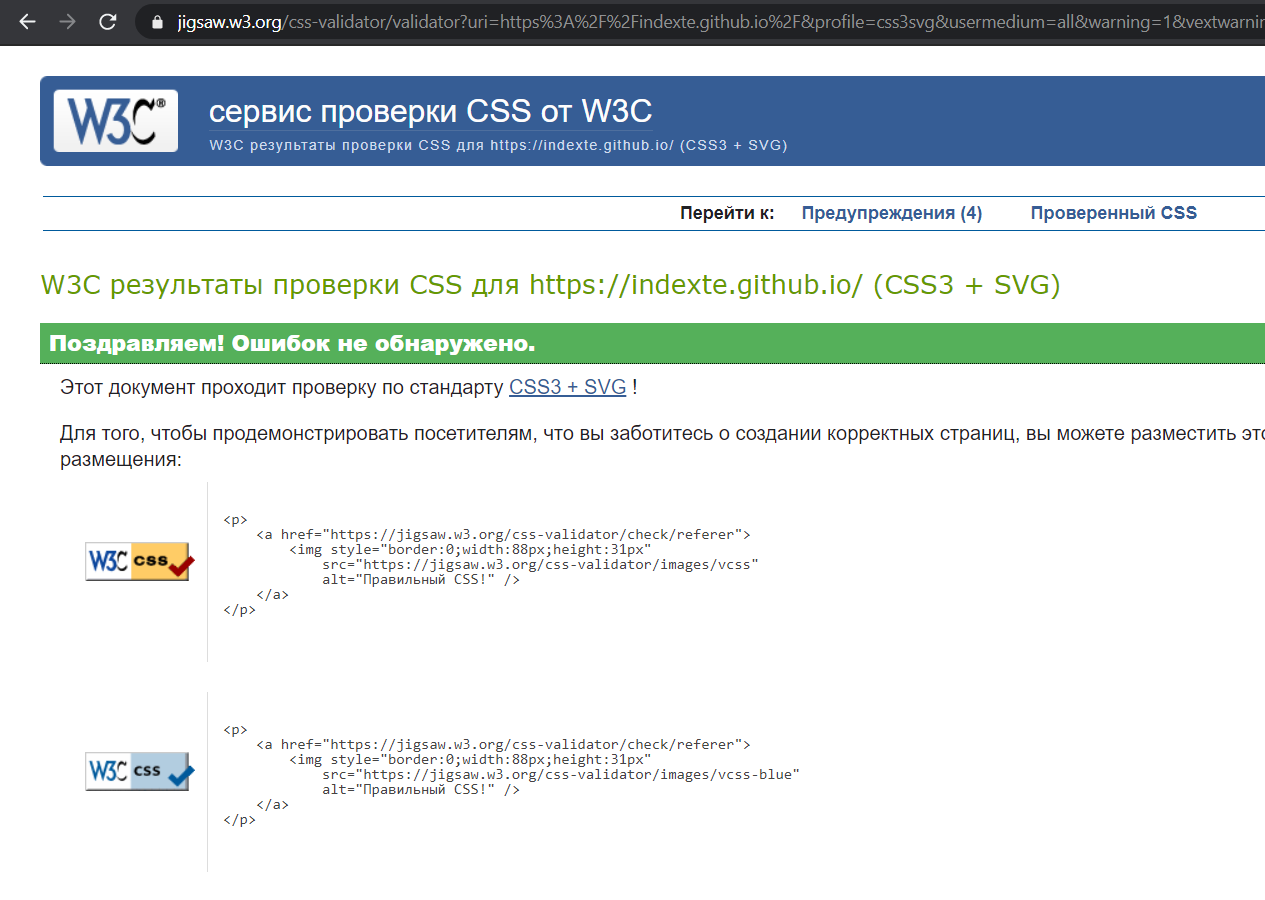 jigsaw.w3.org/css-validator/validator?uri=https%3A%2F%2Findexte.github.io%2F&profile=css3svg&usermedium=all&warning=1&vextwarnin
W3C®
сервис проверки CSS от W3C
W3C результаты проверки CSS для https://indexte.github.io/ (CSS3 + SVG)
Перейти к: Предупреждения (4) Проверенный CSS
W3C результаты проверки CSS для https://indexte.github.io/ (CSS3 + SVG)
Поздравляем! Ошибок не обнаружено.
Этот документ проходит проверку по стандарту CSS3 + SVG !
Для того, чтобы продемонстрировать посетителям, что вы заботитесь о создании корректных страниц, вы можете разместить это
размещения:
W3C css
<p>
<a href="https://jigsaw.w3.org/css-validator/check/referer">
<img style="border:0;width:88px;height:31px"
src="https://jigsaw.w3.org/css-validator/images/vcss"
alt="Правильный CSS!" />
</a>
</p>
W3C css
<p>
<a href="https://jigsaw.w3.org/css-validator/check/referer">
<img style="border:0;width:88px;height:31px"
src="https://jigsaw.w3.org/css-validator/images/vcss-blue"
alt="Правильный CSS!" />
</a>
</p>